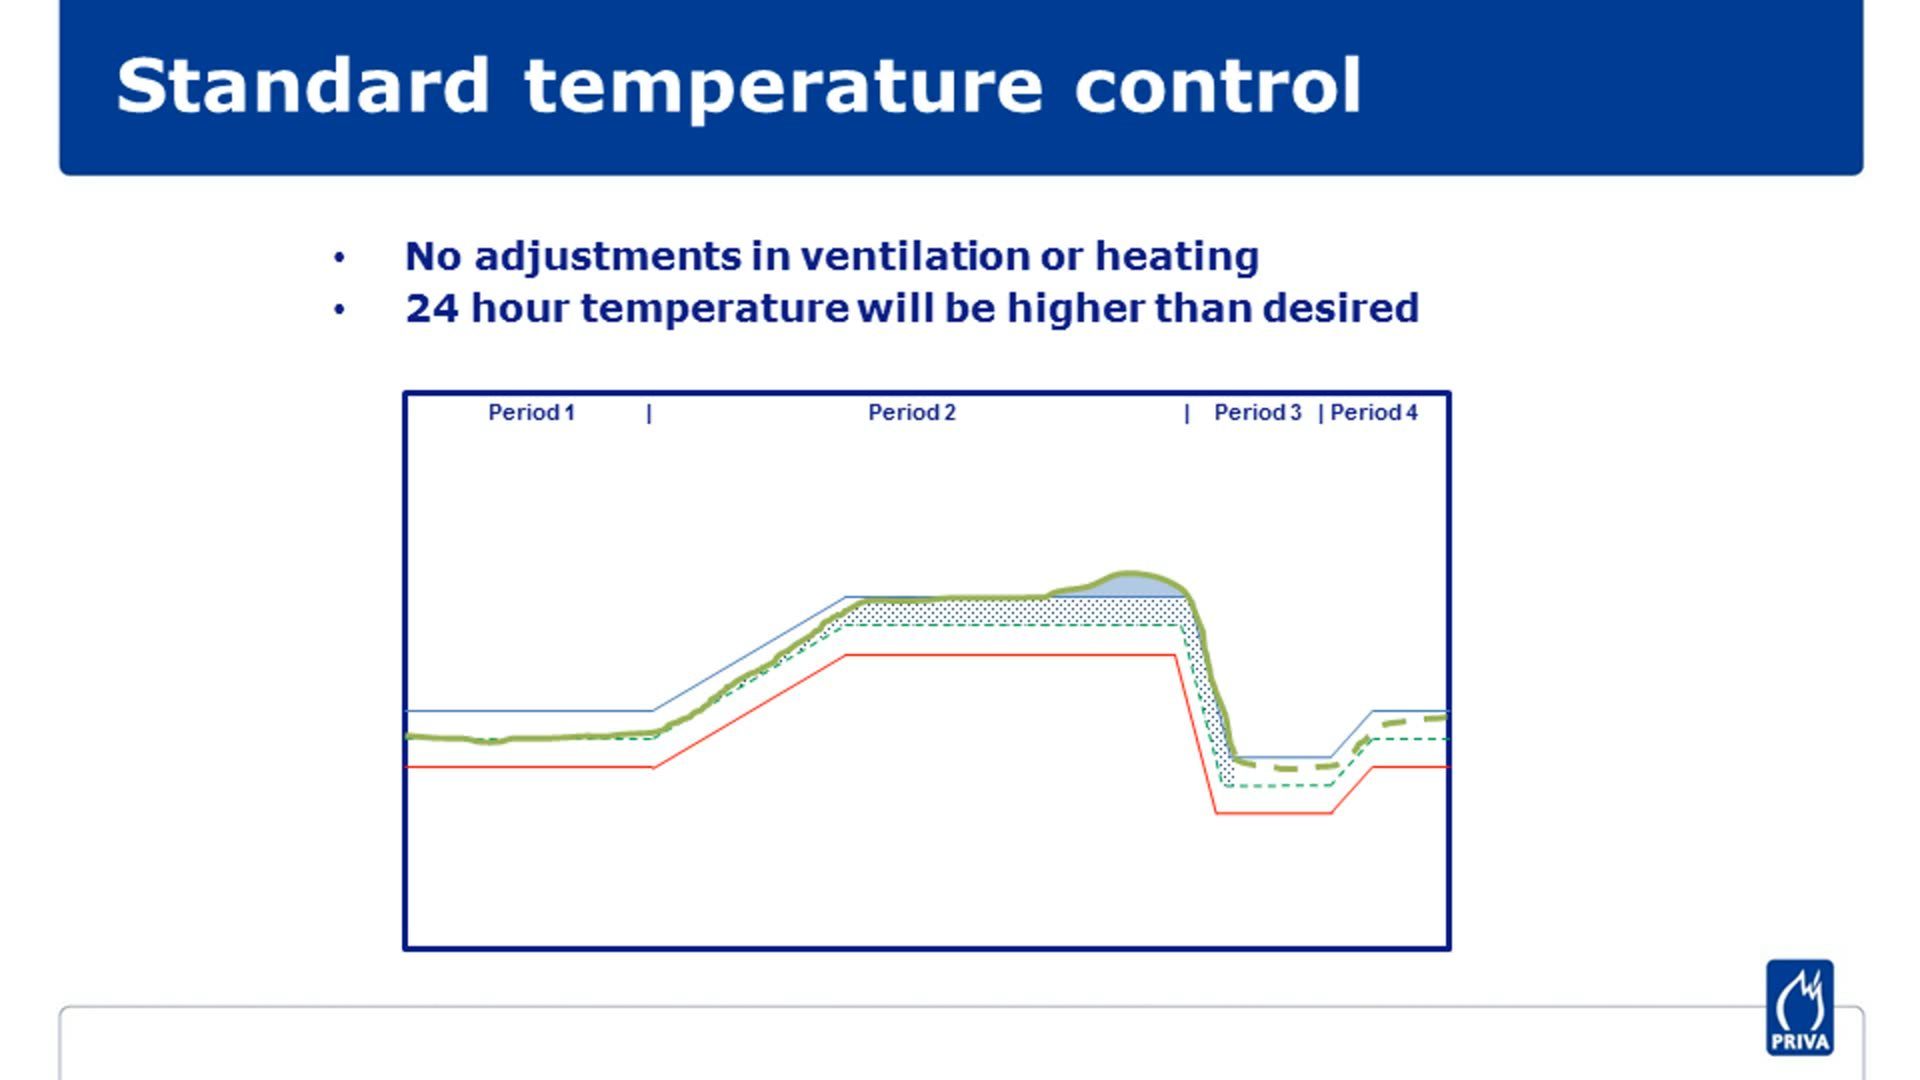 Standard temperature control
• No adjustments in ventilation or heating
• 24 hour temperature will be higher than desired
Period 1 | Period 2 | Period 3 | Period 4
PRIVA